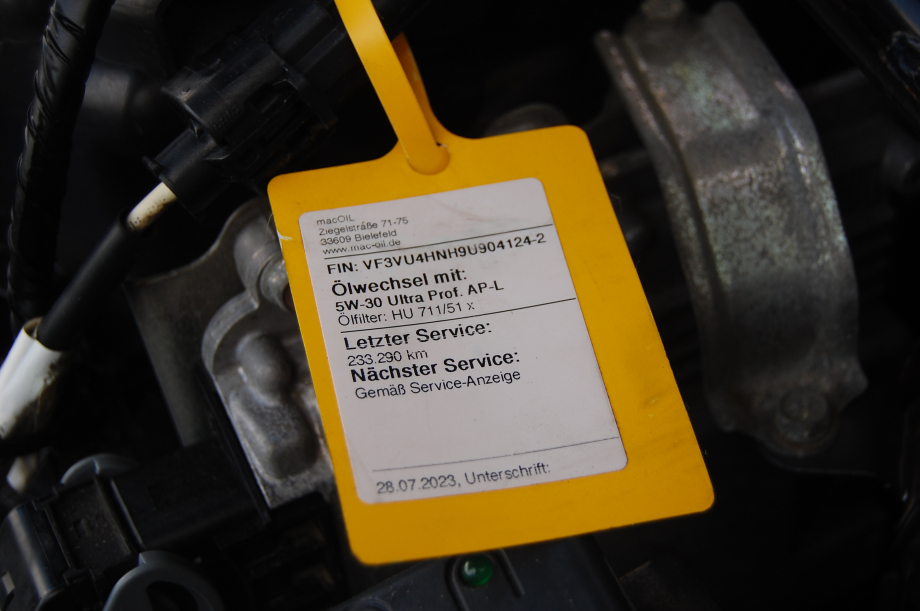 macOIL
Ziegelstraße 71-75
33609 Bielefeld
www.mac-oil.de
FIN: VF3VU4HNH9U904124-2
Ölwechsel mit:
5W-30 Ultra Prof. AP-L
Ölfilter: HU 711/51 x
Letzter Service:
233.290 km
Nächster Service:
Gemäß Service-Anzeige
28.07.2023, Unterschrift: